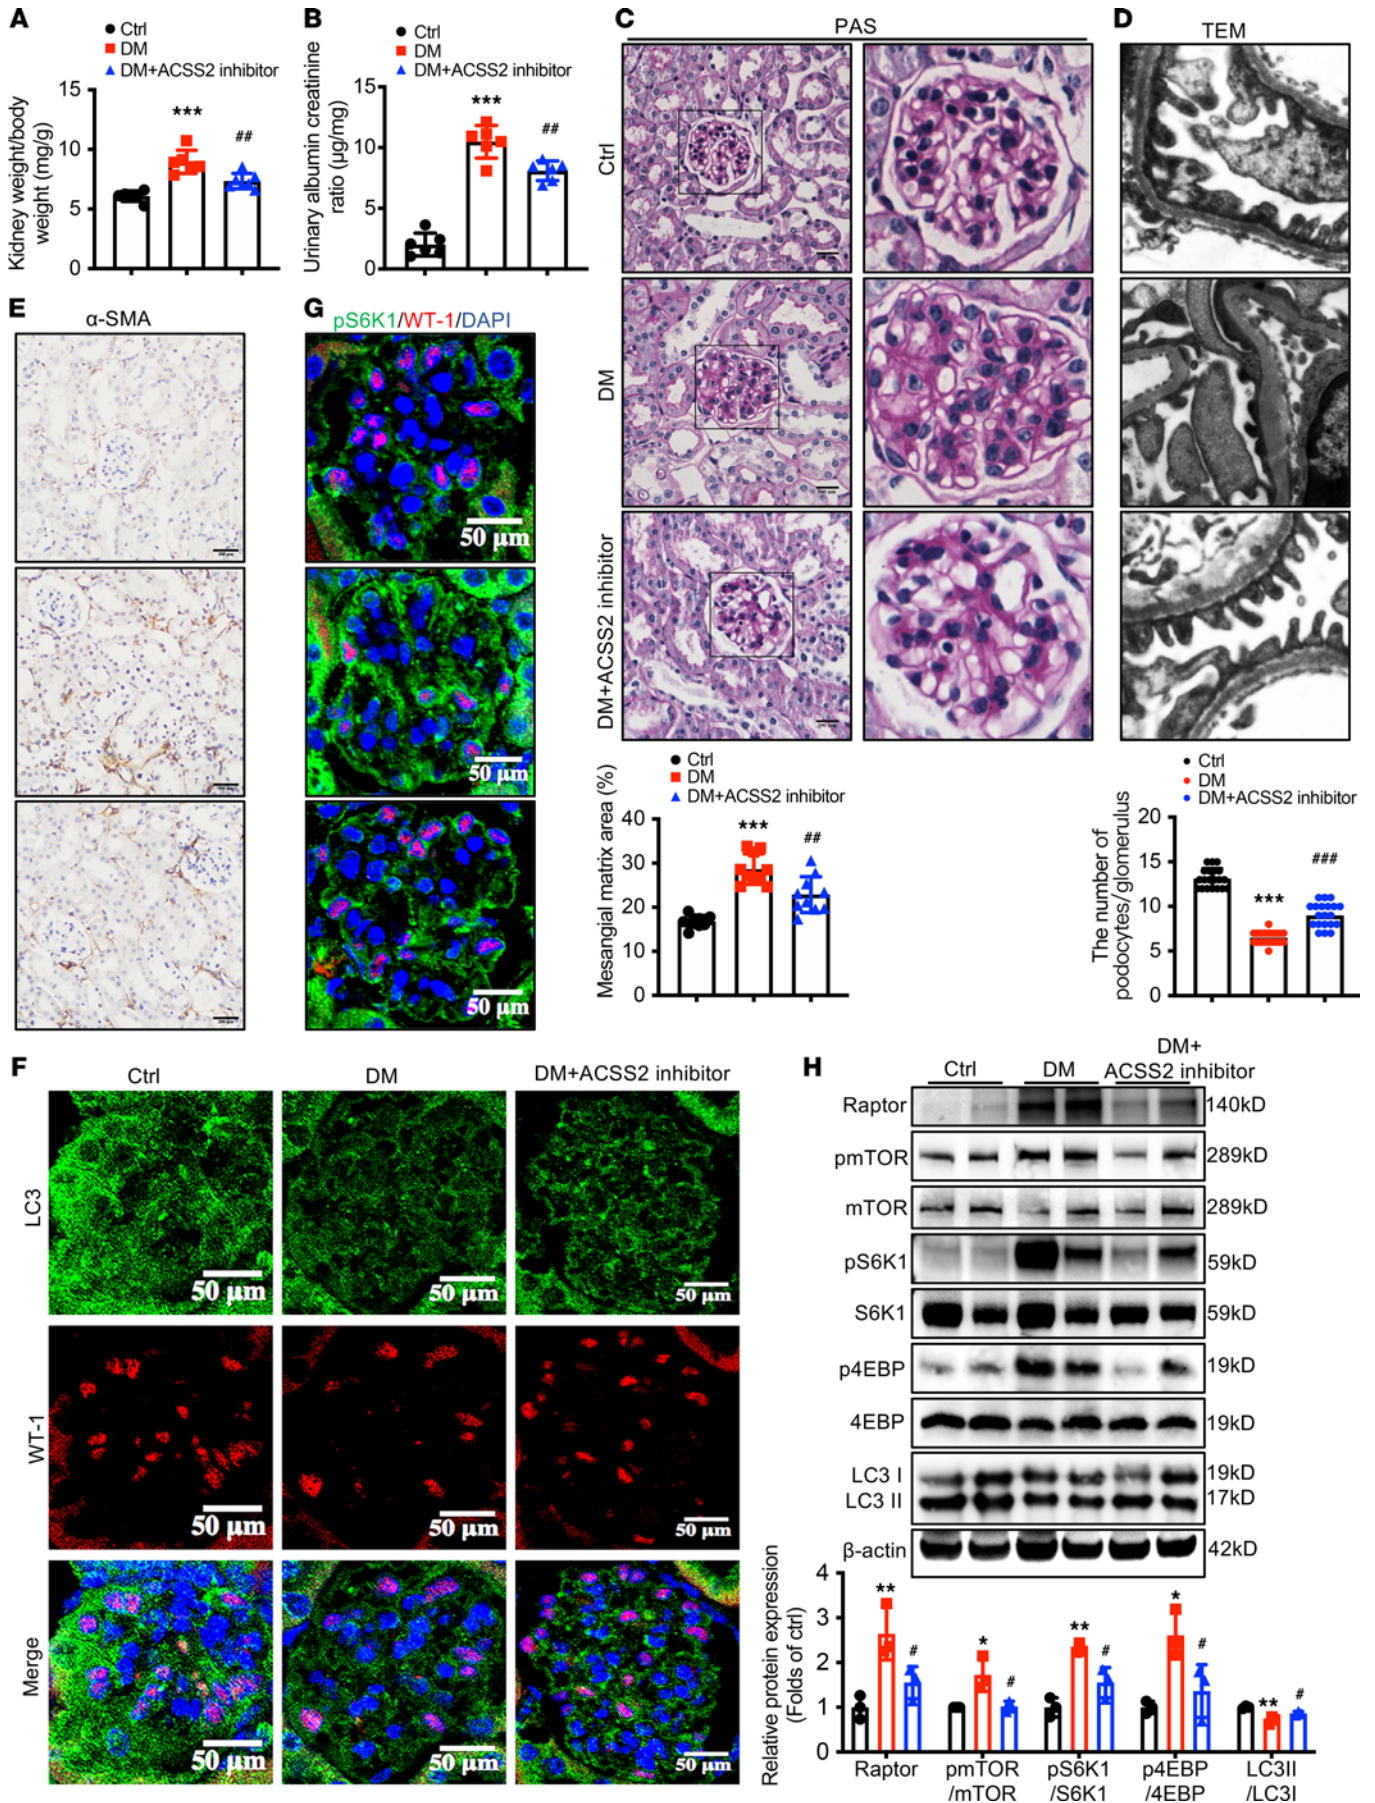 A
Ctrl
DM
DM+ACSS2 inhibitor
Kidney weight/body
weight (mg/g)
15
10
5
0
***
##
B
Ctrl
DM
DM+ACSS2 inhibitor
Urinary albumin creatinine
ratio (μg/mg)
15
10
5
0
***
##
C
PAS
Ctrl
DM
DM+ACSS2 inhibitor
Ctrl
DM
DM+ACSS2 inhibitor
Mesangial matrix area (%)
40
30
20
10
0
***
##
D
TEM
Ctrl
DM
DM+ACSS2 inhibitor
The number of
podocytes/glomerulus
20
15
10
5
0
***
###
E
α-SMA
G
pS6K1/WT-1/DAPI
50 μm
50 μm
50 μm
F
Ctrl
DM
DM+ACSS2 inhibitor
LC3
50 μm
50 μm
50 μm
WT-1
50 μm
50 μm
50 μm
Merge
50 μm
50 μm
50 μm
H
Ctrl
DM
DM+
ACSS2 inhibitor
Raptor
140kD
pmTOR
289kD
mTOR
289kD
pS6K1
59kD
S6K1
59kD
p4EBP
19kD
4EBP
19kD
LC3 I
19kD
LC3 II
17kD
β-actin
42kD
Relative protein expression
(Folds of ctrl)
4
3
2
1
0
**
#
*
#
**
#
*
#
**
#
Raptor
pmTOR
/mTOR
pS6K1
/S6K1
p4EBP
/4EBP
LC3II
/LC3I